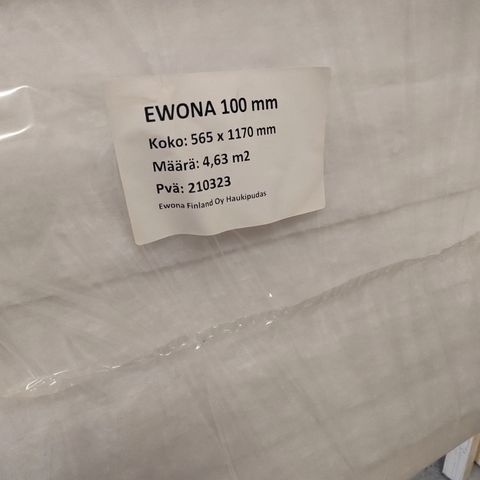 EWONA 100 mm
Koko: 565 x 1170 mm
Määrä: 4,63 m2
Pvä: 210323
Ewona Finland Oy Haukipudas